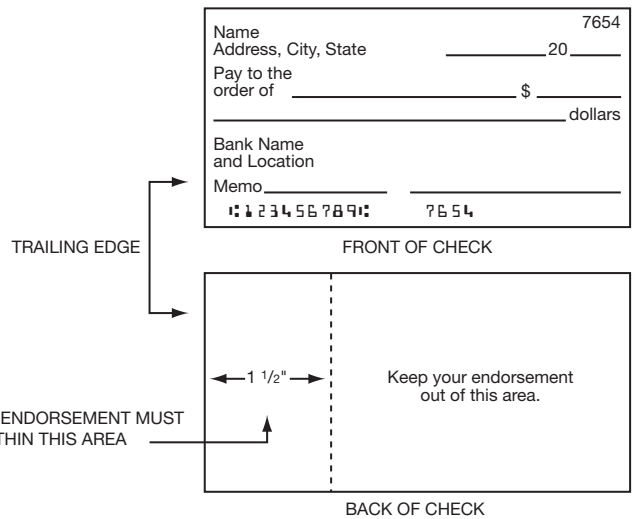 7654
Name
Address, City, State 20
Pay to the
order of $
dollars
Bank Name
and Location
Memo
⑆123456789⑆ 7654
TRAILING EDGE
FRONT OF CHECK
1 1/2"
Keep your endorsement
out of this area.
ENDORSEMENT MUST
THIN THIS AREA
BACK OF CHECK